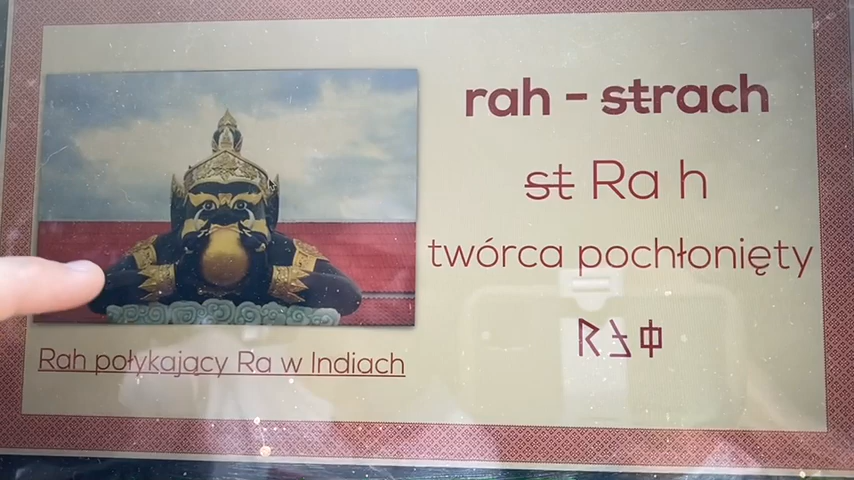 rah - strach
st Ra h
twórca pochłonięty
Rah połykający Ra w Indiach